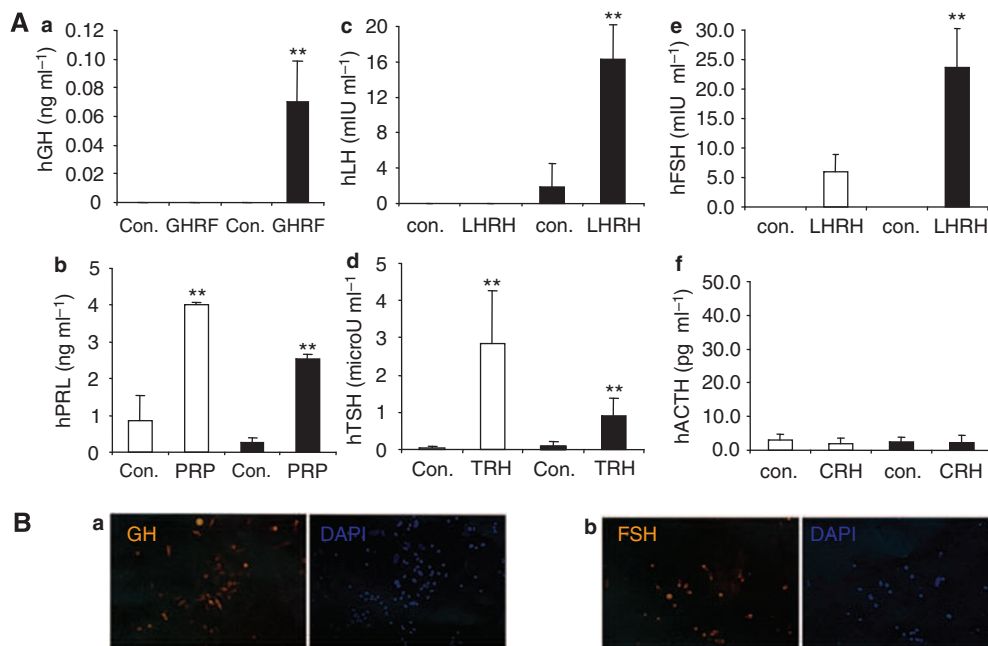 A
a
hGH (ng ml⁻¹)
0.12
0.10
0.08
0.06
0.04
0.02
0
**
Con. GHRF Con. GHRF
c
hLH (mIU ml⁻¹)
16
12
8
4
0
**
con. LHRH con. LHRH
e
hFSH (mIU ml⁻¹)
30.0
25.0
20.0
15.0
10.0
5.0
0.0
**
con. LHRH con. LHRH
b
hPRL (ng ml⁻¹)
5
4
3
2
1
0
**
**
Con. PRP Con. PRP
d
hTSH (microU ml⁻¹)
5
4
3
2
1
0
**
**
Con. TRH Con. TRH
f
hACTH (pg ml⁻¹)
50.0
40.0
30.0
20.0
10.0
0.0
con. CRH con. CRH
B
a
GH
DAPI
b
FSH
DAPI